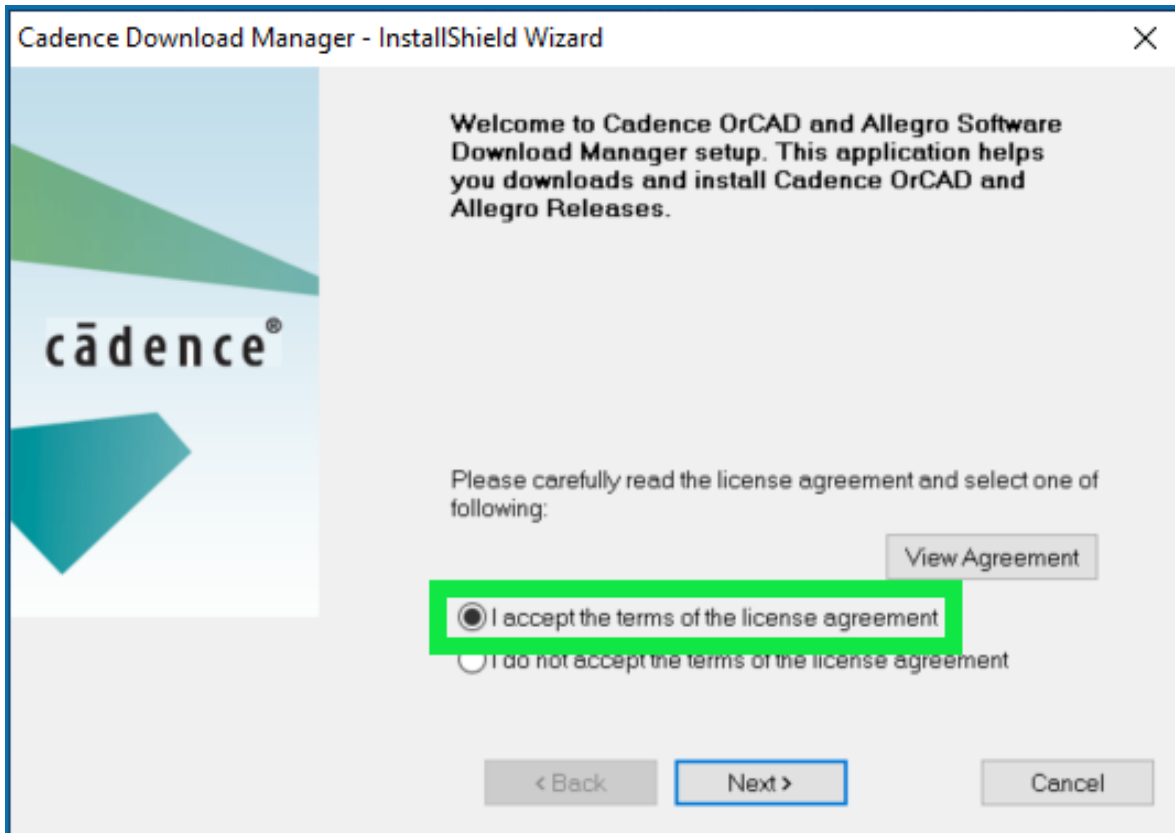 Cadence Download Manager - InstallShield Wizard
Welcome to Cadence OrCAD and Allegro Software
Download Manager setup. This application helps
you downloads and install Cadence OrCAD and
Allegro Releases.
cādence®
Please carefully read the license agreement and select one of
following:
View Agreement
I accept the terms of the license agreement
I do not accept the terms of the license agreement
< Back
Next >
Cancel